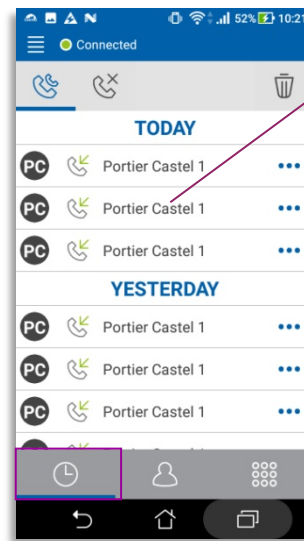 52% 10:21
Connected
TODAY
PC Portier Castel 1
PC Portier Castel 1
PC Portier Castel 1
YESTERDAY
PC Portier Castel 1
PC Portier Castel 1
PC Portier Castel 1